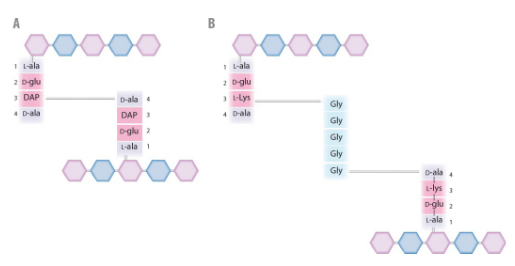 A
1 L-ala
2 D-glu
3 DAP
4 D-ala
D-ala 4
DAP 3
D-glu 2
L-ala 1
B
1 L-ala
2 D-glu
3 L-Lys
4 D-ala
Gly
Gly
Gly
Gly
Gly
D-ala 4
L-lys 3
D-glu 2
L-ala 1